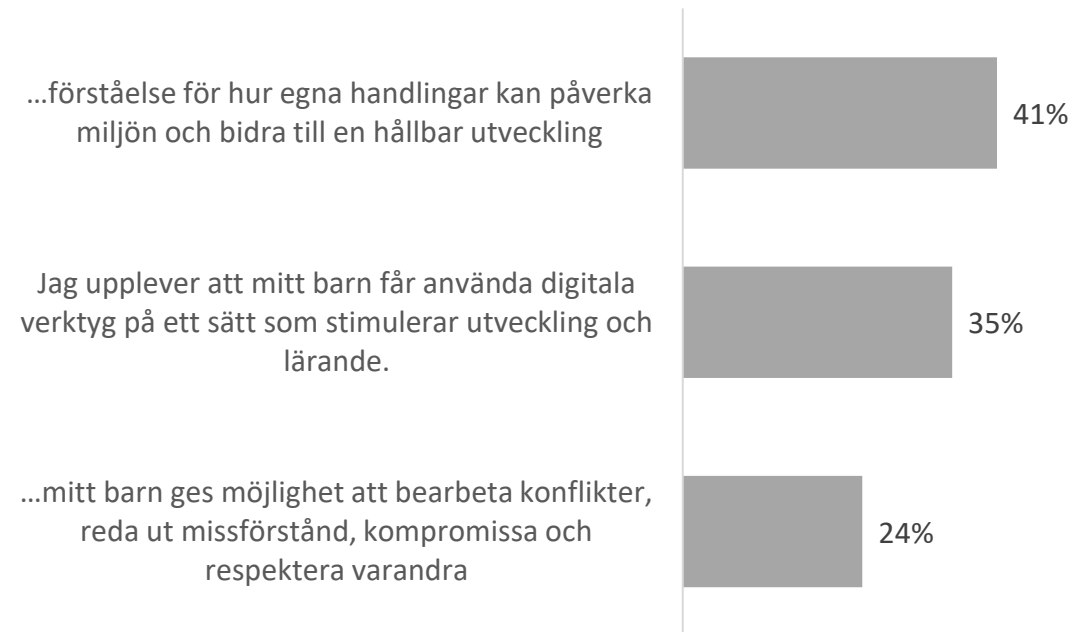 …förståelse för hur egna handlingar kan påverka
miljön och bidra till en hållbar utveckling
41%
Jag upplever att mitt barn får använda digitala
verktyg på ett sätt som stimulerar utveckling och
lärande.
35%
…mitt barn ges möjlighet att bearbeta konflikter,
reda ut missförstånd, kompromissa och
respektera varandra
24%